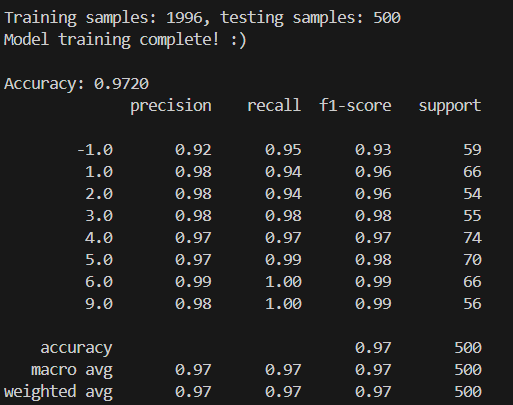 Training samples: 1996, testing samples: 500
Model training complete! :)
Accuracy: 0.9720
precision recall f1-score support
-1.0 0.92 0.95 0.93 59
1.0 0.98 0.94 0.96 66
2.0 0.98 0.94 0.96 54
3.0 0.98 0.98 0.98 55
4.0 0.97 0.97 0.97 74
5.0 0.97 0.99 0.98 70
6.0 0.99 1.00 0.99 66
9.0 0.98 1.00 0.99 56
accuracy 0.97 500
macro avg 0.97 0.97 0.97 500
weighted avg 0.97 0.97 0.97 500